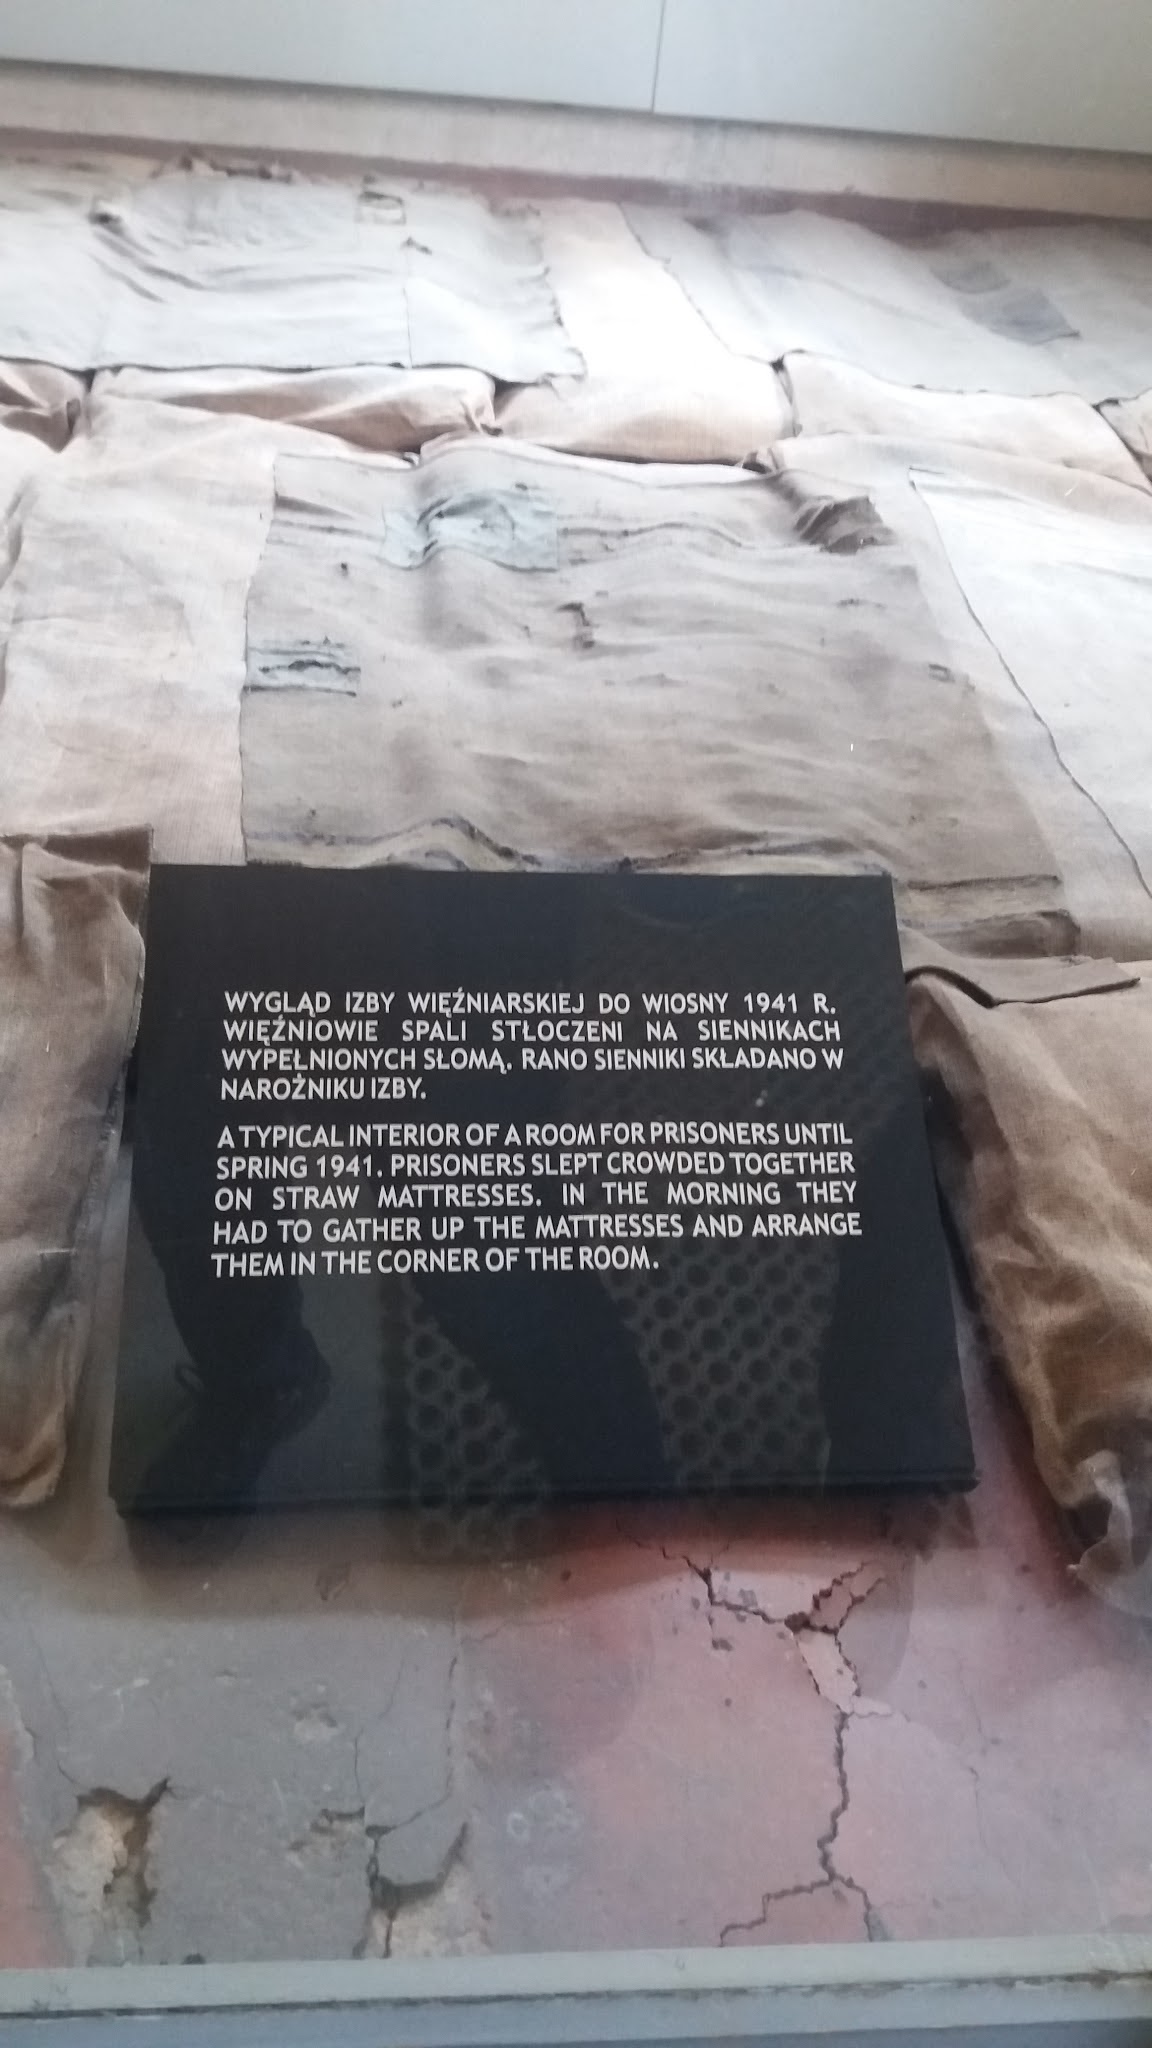 WYGLĄD IZBY WIĘŹNIARSKIEJ DO WIOSNY 1941 R.
WIĘŹNIOWIE SPALI STŁOCZENI NA SIENNIKACH
WYPEŁNIONYCH SŁOMĄ. RANO SIENNIKI SKŁADANO W
NAROŻNIKU IZBY.
A TYPICAL INTERIOR OF A ROOM FOR PRISONERS UNTIL
SPRING 1941. PRISONERS SLEPT CROWDED TOGETHER
ON STRAW MATTRESSES. IN THE MORNING THEY
HAD TO GATHER UP THE MATTRESSES AND ARRANGE
THEM IN THE CORNER OF THE ROOM.